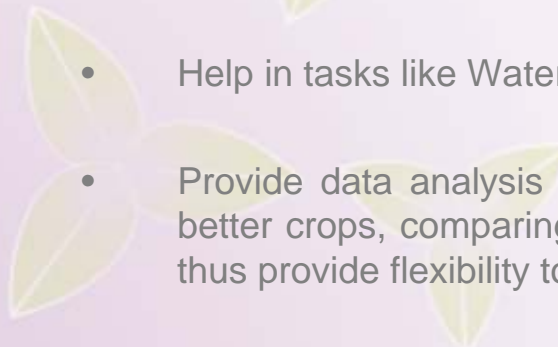 • Help in tasks like Water
• Provide data analysis
better crops, comparing
thus provide flexibility to